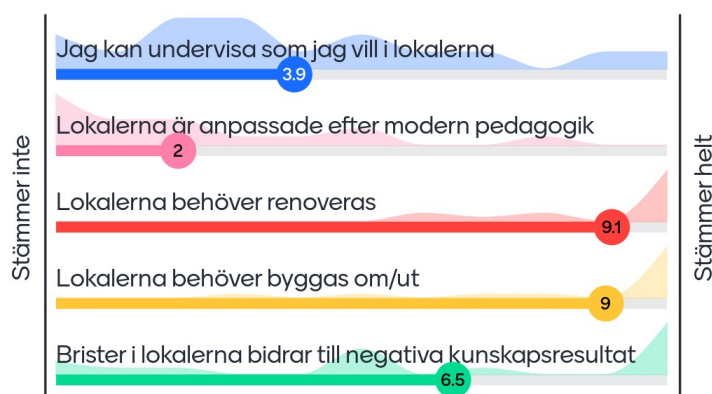 Jag kan undervisa som jag vill i lokalerna
3.9
Lokalerna är anpassade efter modern pedagogik
2
Lokalerna behöver renoveras
9.1
Lokalerna behöver byggas om/ut
9
Brister i lokalerna bidrar till negativa kunskapsresultat
6.5
Stämmer inte
Stämmer helt